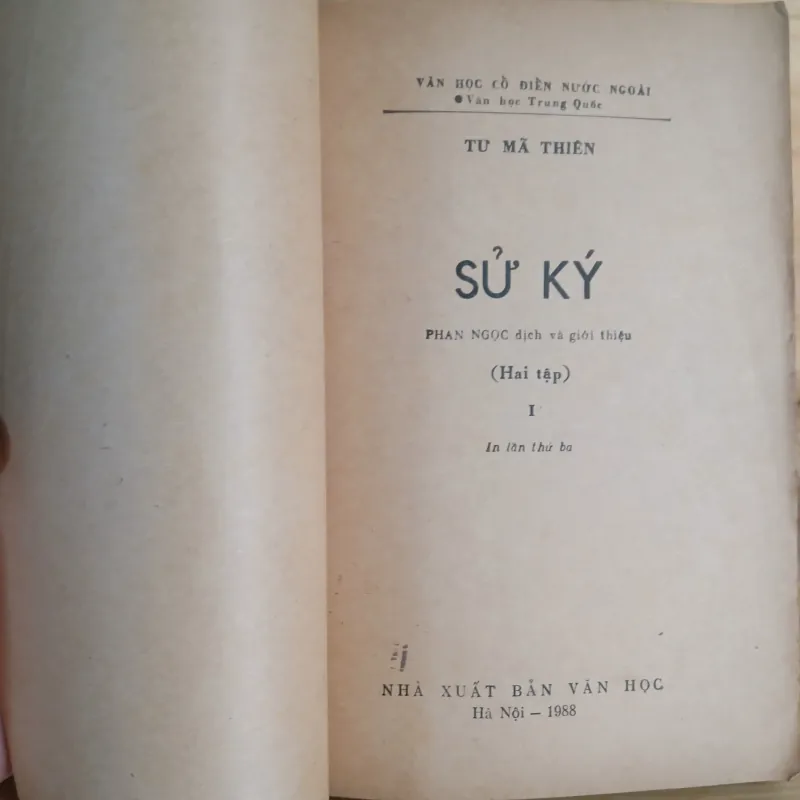 VĂN HỌC CỔ ĐIỂN NƯỚC NGOÀI
● Văn học Trung Quốc
TƯ MÃ THIÊN
SỬ KÝ
PHAN NGỌC dịch và giới thiệu
(Hai tập)
I
In lần thứ ba
NHÀ XUẤT BẢN VĂN HỌC
Hà Nội – 1988